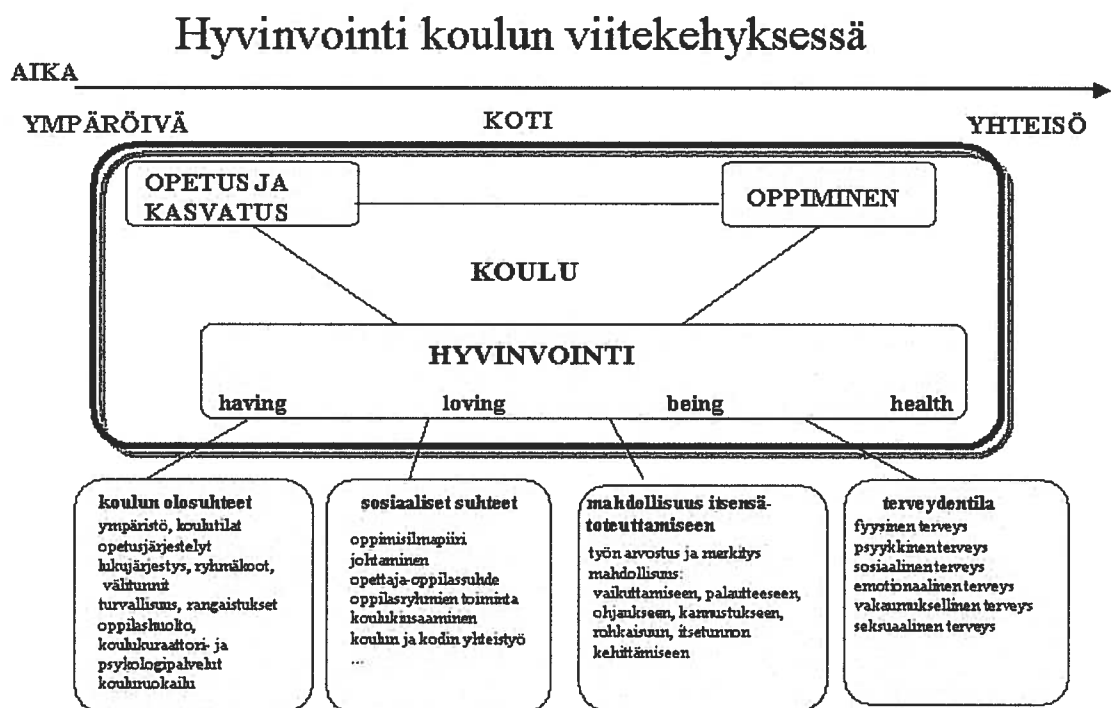 Hyvinvointi koulun viitekehyksessä
AIKA
YMPÄRÖIVÄ KOTI YHTEISÖ
OPETUS JA
KASVATUS
OPPIMINEN
KOULU
HYVINVOINTI
having loving being health
koulun olosuhteet
ympäristö, koulutilat
opetusjärjestelyt
lukujärjestys, ryhmäkoot,
välitunnit
turvallisuus, rangaistukset
oppilashuolto,
koulukuraattori- ja
psykologipalvelut
kouluruokailu
sosiaaliset suhteet
oppimisilmapiiri
johtaminen
opettaja-oppilassuhde
oppilasryhmien toiminta
koulukiusaaminen
koulun ja kodin yhteistyö
...
mahdollisuus itsensä-
toteuttamiseen
työn arvostus ja merkitys
mahdollisuus:
vaikuttamiseen, palautteeseen,
ohjaukseen, kannustukseen,
rohkaisuun, itsetunnon
kehittämiseen
terveydentila
fyysinen terveys
psyykkinen terveys
sosiaalinen terveys
emotionaalinen terveys
vakaumuksellinen terveys
seksuaalinen terveys